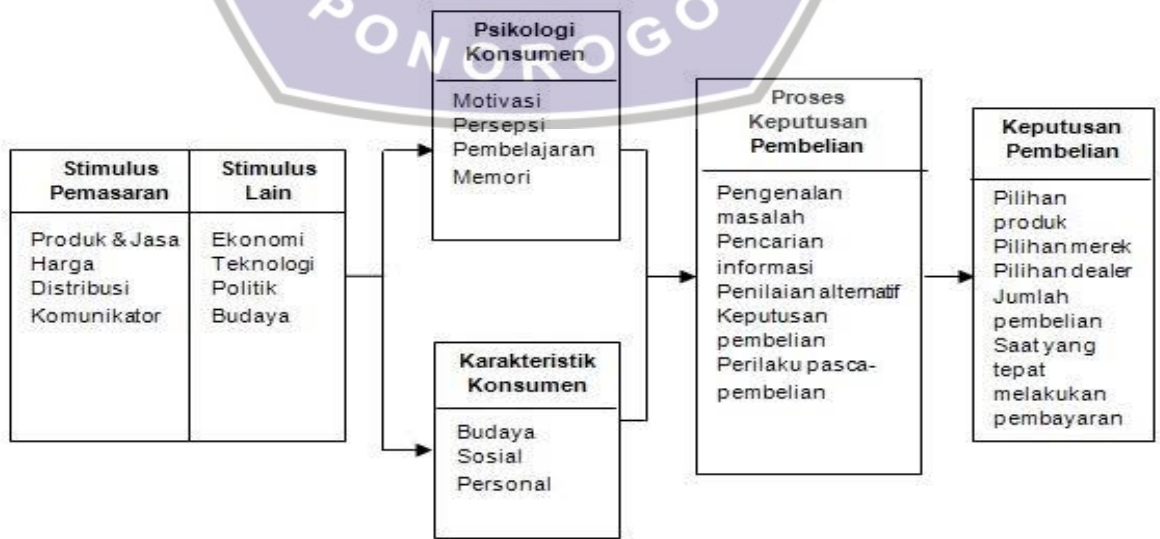 PONOROGO
Stimulus
Pemasaran
Produk & Jasa
Harga
Distribusi
Komunikator
Stimulus
Lain
Ekonomi
Teknologi
Politik
Budaya
Psikologi
Konsumen
Motivasi
Persepsi
Pembelajaran
Memori
Karakteristik
Konsumen
Budaya
Sosial
Personal
Proses
Keputusan
Pembelian
Pengenalan
masalah
Pencarian
informasi
Penilaian alternatif
Keputusan
pembelian
Perilaku pasca-
pembelian
Keputusan
Pembelian
Pilihan
produk
Pilihan merek
Pilihan dealer
Jumlah
pembelian
Saat yang
tepat
melakukan
pembayaran